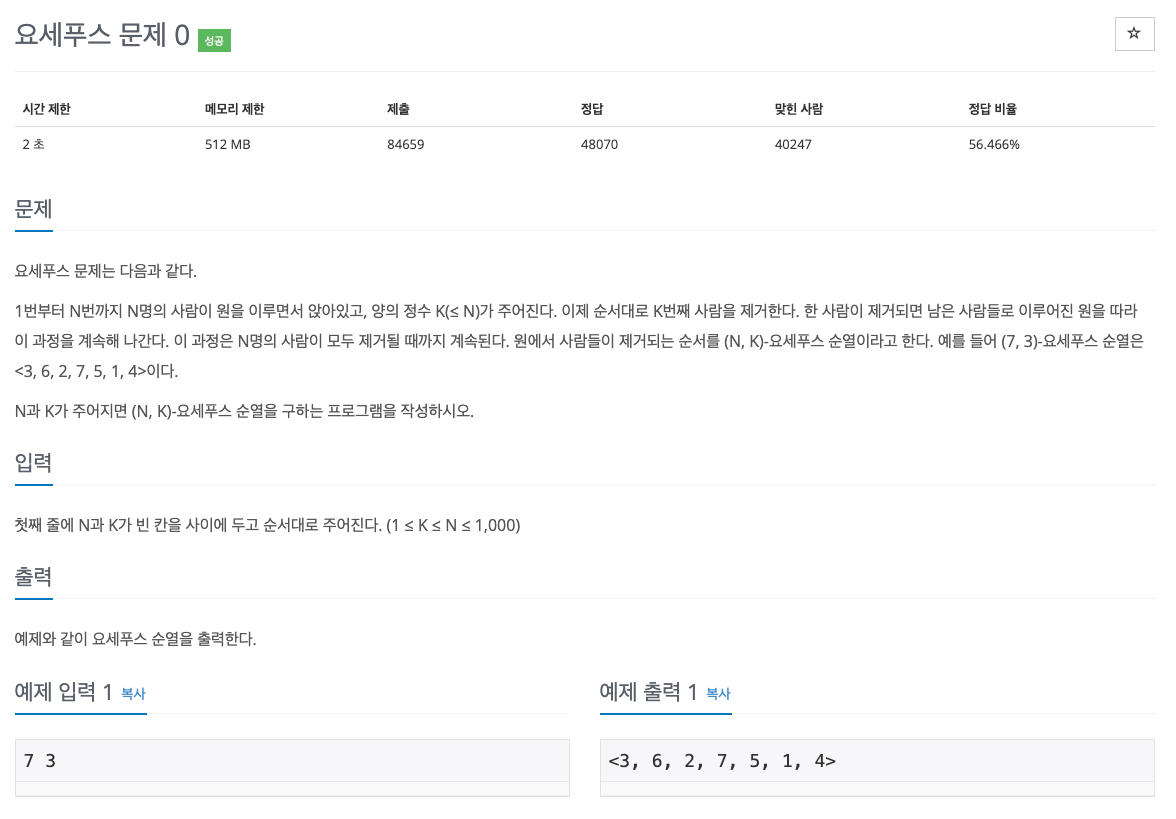 요세푸스 문제 0 성공
☆
시간 제한 메모리 제한 제출 정답 맞힌 사람 정답 비율
2 초 512 MB 84659 48070 40247 56.466%
문제
요세푸스 문제는 다음과 같다.
1번부터 N번까지 N명의 사람이 원을 이루면서 앉아있고, 양의 정수 K(≤ N)가 주어진다. 이제 순서대로 K번째 사람을 제거한다. 한 사람이 제거되면 남은 사람들로 이루어진 원을 따라
이 과정을 계속해 나간다. 이 과정은 N명의 사람이 모두 제거될 때까지 계속된다. 원에서 사람들이 제거되는 순서를 (N, K)-요세푸스 순열이라고 한다. 예를 들어 (7, 3)-요세푸스 순열은
<3, 6, 2, 7, 5, 1, 4>이다.
N과 K가 주어지면 (N, K)-요세푸스 순열을 구하는 프로그램을 작성하시오.
입력
첫째 줄에 N과 K가 빈 칸을 사이에 두고 순서대로 주어진다. (1 ≤ K ≤ N ≤ 1,000)
출력
예제와 같이 요세푸스 순열을 출력한다.
예제 입력 1 복사
7 3
예제 출력 1 복사
<3, 6, 2, 7, 5, 1, 4>